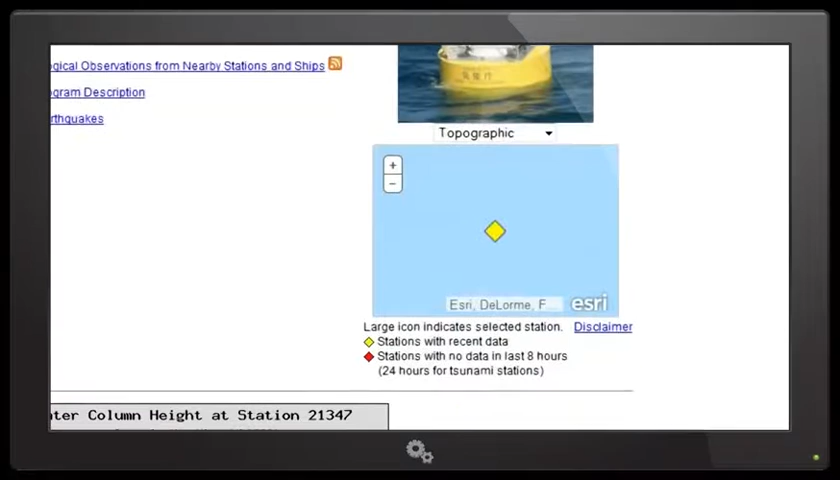 ogical Observations from Nearby Stations and Ships
ogram Description
rthquakes
Topographic
+
−
Esri, DeLorme, F...
esri
Large icon indicates selected station. Disclaimer
Stations with recent data
Stations with no data in last 8 hours
(24 hours for tsunami stations)
ter Column Height at Station 21347